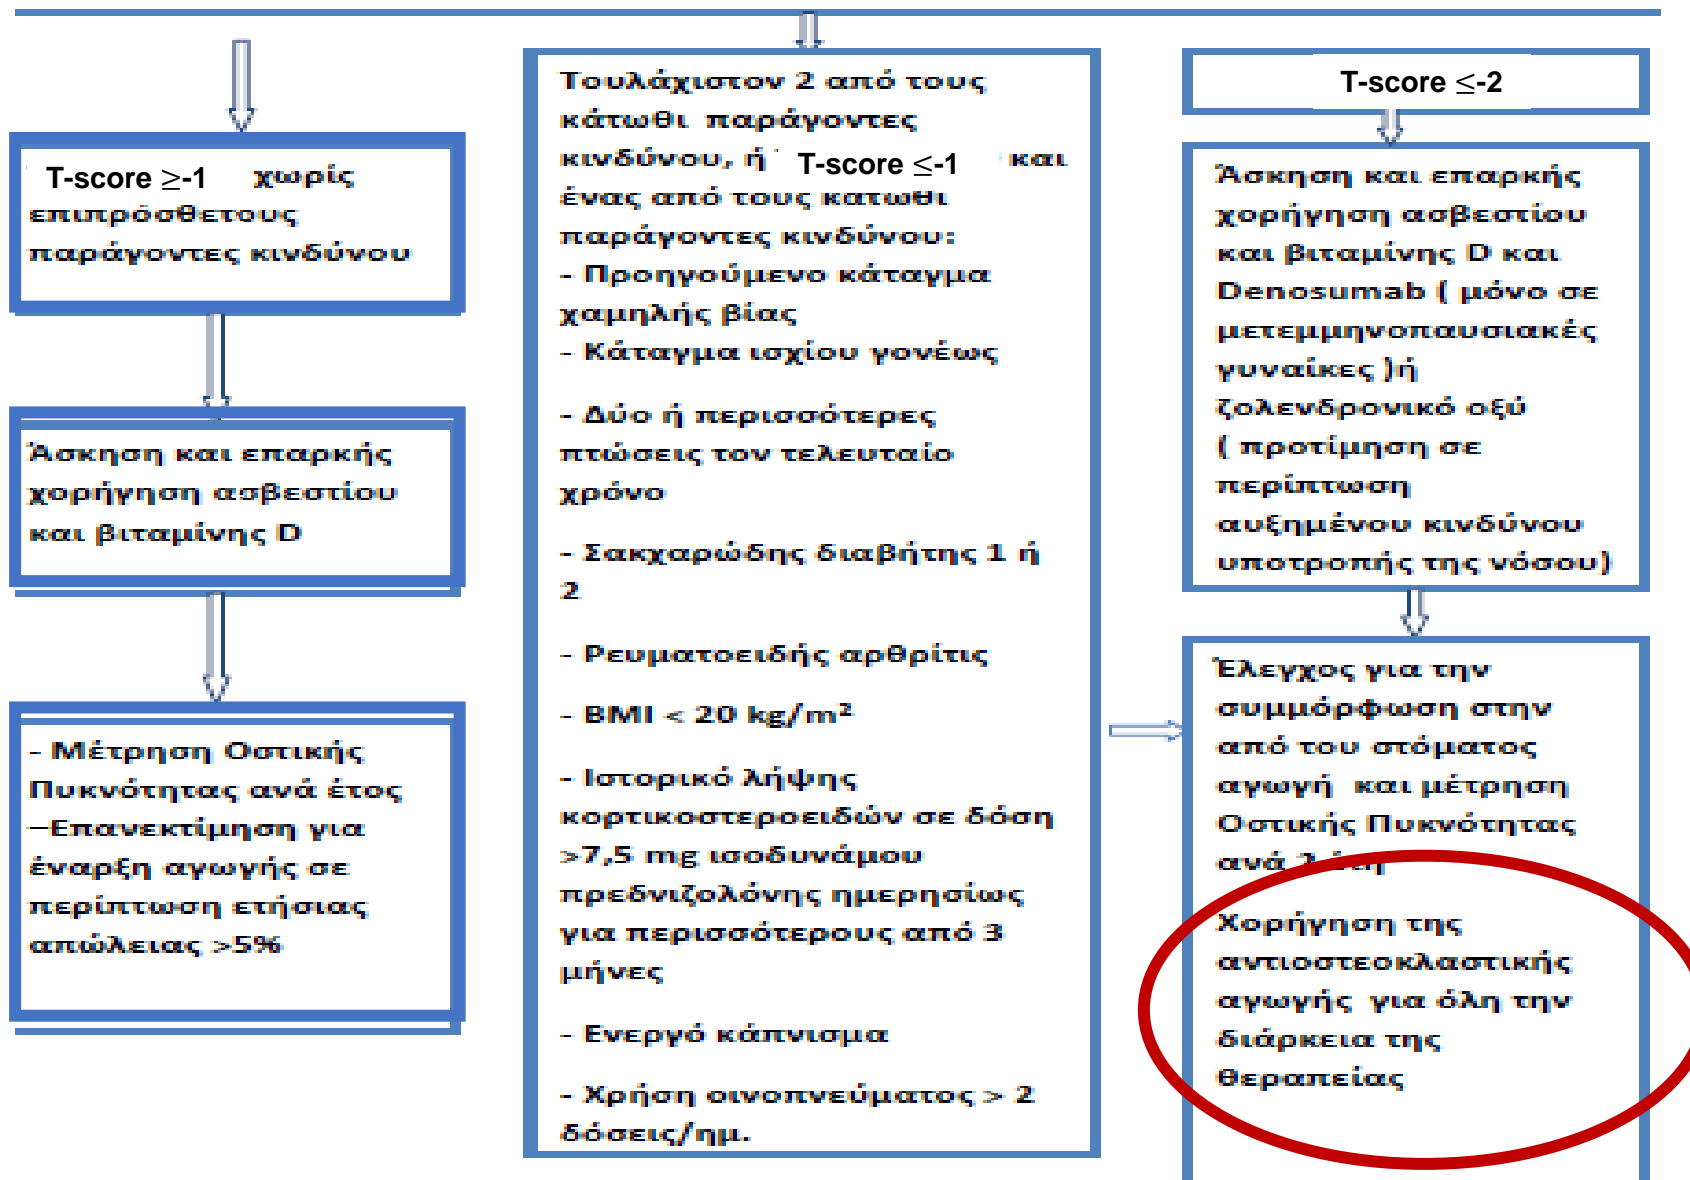 T-score ≥-1 χωρίς
επιπρόσθετους
παράγοντες κινδύνου
Άσκηση και επαρκής
χορήγηση ασβεστίου
και βιταμίνης D
- Μέτρηση Οστικής
Πυκνότητας ανά έτος
–Επανεκτίμηση για
έναρξη αγωγής σε
περίπτωση ετήσιας
απώλειας >5%
Τουλάχιστον 2 από τους
κάτωθι παράγοντες
κινδύνου, ή T-score ≤-1 και
ένας από τους κατωθι
παράγοντες κινδύνου:
- Προηγούμενο κάταγμα
χαμηλής βίας
- Κάταγμα ισχίου γονέως
- Δύο ή περισσότερες
πτώσεις τον τελευταίο
χρόνο
- Σακχαρώδης διαβήτης 1 ή
2
- Ρευματοειδής αρθρίτις
- BMI < 20 kg/m²
- Ιστορικό λήψης
κορτικοστεροειδών σε δόση
>7,5 mg ισοδυνάμου
πρεδνιζολόνης ημερησίως
για περισσότερους από 3
μήνες
- Ενεργό κάπνισμα
- Χρήση οινοπνεύματος > 2
δόσεις/ημ.
T-score ≤-2
Άσκηση και επαρκής
χορήγηση ασβεστίου
και βιταμίνης D και
Denosumab ( μόνο σε
μετεμμηνοπαυσιακές
γυναίκες )ή
ζολενδρονικό οξύ
( προτίμηση σε
περίπτωση
αυξημένου κινδύνου
υποτροπής της νόσου)
Έλεγχος για την
συμμόρφωση στην
από του στόματος
αγωγή και μέτρηση
Οστικής Πυκνότητας
ανά 2 έτη
Χορήγηση της
αντιοστεοκλαστικής
αγωγής για όλη την
διάρκεια της
θεραπείας